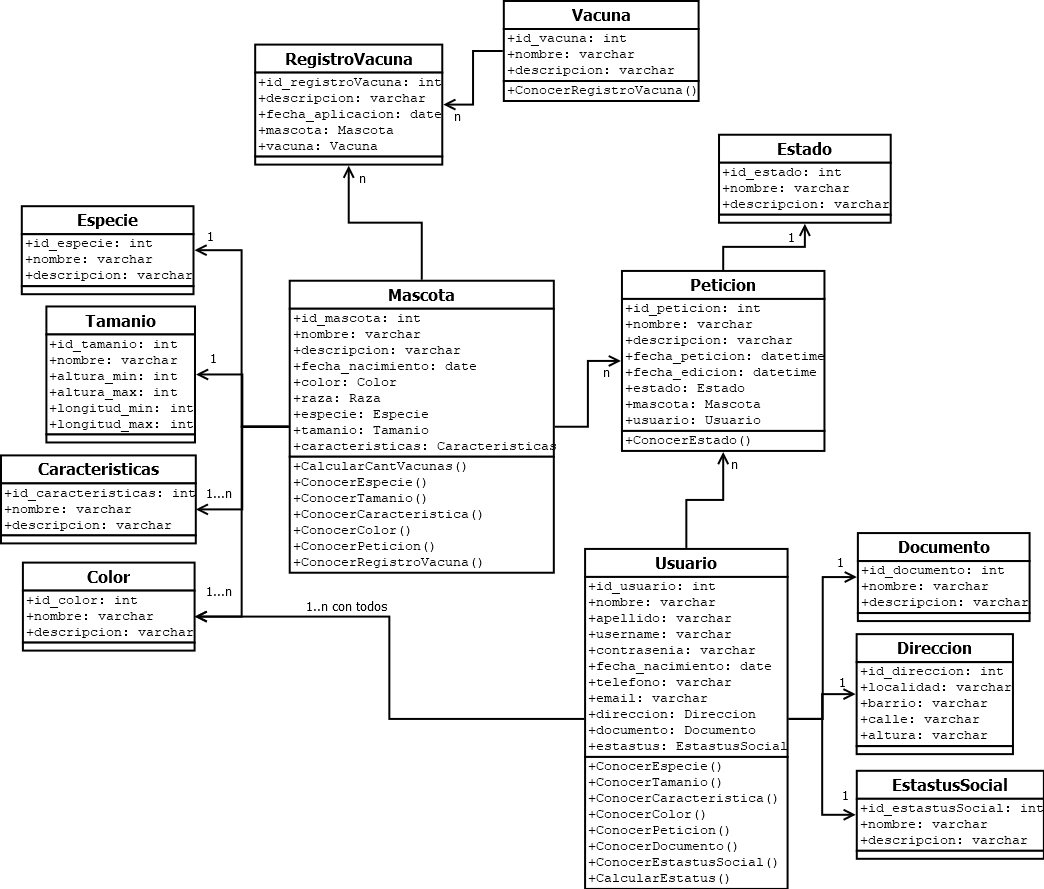 Vacuna
+id_vacuna: int
+nombre: varchar
+descripcion: varchar
+ConocerRegistroVacuna()
RegistroVacuna
+id_registroVacuna: int
+descripcion: varchar
+fecha_aplicacion: date
+mascota: Mascota
+vacuna: Vacuna
n
n
Estado
+id_estado: int
+nombre: varchar
+descripcion: varchar
1
Especie
+id_especie: int
+nombre: varchar
+descripcion: varchar
1
Tamanio
+id_tamanio: int
+nombre: varchar
+altura_min: int
+altura_max: int
+longitud_min: int
+longitud_max: int
1
Caracteristicas
+id_caracteristicas: int
+nombre: varchar
+descripcion: varchar
1...n
Color
+id_color: int
+nombre: varchar
+descripcion: varchar
1...n
1..n con todos
Mascota
+id_mascota: int
+nombre: varchar
+descripcion: varchar
+fecha_nacimiento: date
+color: Color
+raza: Raza
+especie: Especie
+tamanio: Tamanio
+caracteristicas: Caracteristicas
+CalcularCantVacunas()
+ConocerEspecie()
+ConocerTamanio()
+ConocerCaracteristica()
+ConocerColor()
+ConocerPeticion()
+ConocerRegistroVacuna()
n
Peticion
+id_peticion: int
+nombre: varchar
+descripcion: varchar
+fecha_peticion: datetime
+fecha_edicion: datetime
+estado: Estado
+mascota: Mascota
+usuario: Usuario
+ConocerEstado()
n
Usuario
+id_usuario: int
+nombre: varchar
+apellido: varchar
+username: varchar
+contrasenia: varchar
+fecha_nacimiento: date
+telefono: varchar
+email: varchar
+direccion: Direccion
+documento: Documento
+estastus: EstastusSocial
+ConocerEspecie()
+ConocerTamanio()
+ConocerCaracteristica()
+ConocerColor()
+ConocerPeticion()
+ConocerDocumento()
+ConocerEstastusSocial()
+CalcularEstatus()
1
Documento
+id_documento: int
+nombre: varchar
+descripcion: varchar
1
Direccion
+id_direccion: int
+localidad: varchar
+barrio: varchar
+calle: varchar
+altura: varchar
1
EstastusSocial
+id_estastusSocial: int
+nombre: varchar
+descripcion: varchar